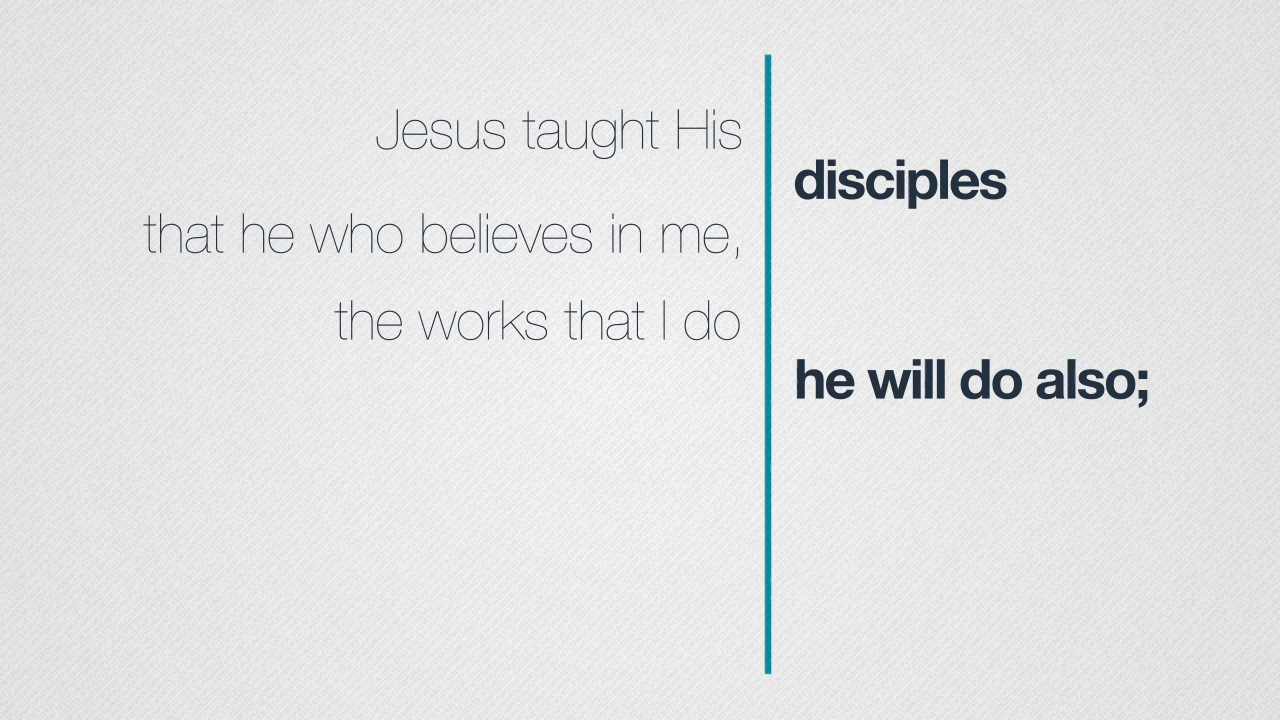 Jesus taught His
disciples
that he who believes in me,
the works that I do
he will do also;